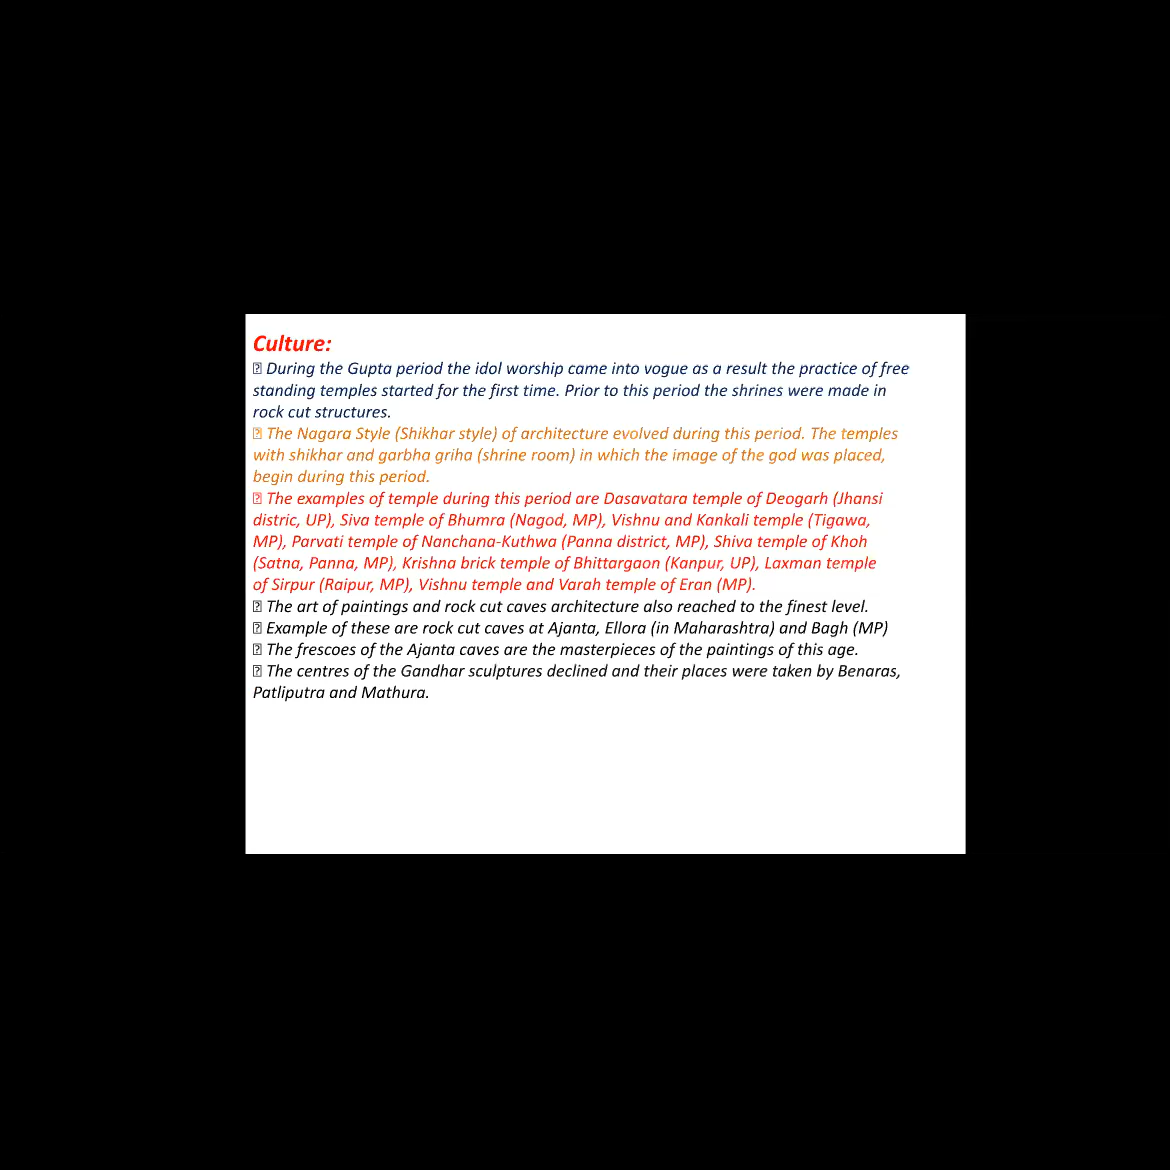 Culture:
⍰ During the Gupta period the idol worship came into vogue as a result the practice of free
standing temples started for the first time. Prior to this period the shrines were made in
rock cut structures.
⍰ The Nagara Style (Shikhar style) of architecture evolved during this period. The temples
with shikhar and garbha griha (shrine room) in which the image of the god was placed,
begin during this period.
⍰ The examples of temple during this period are Dasavatara temple of Deogarh (Jhansi
distric, UP), Siva temple of Bhumra (Nagod, MP), Vishnu and Kankali temple (Tigawa,
MP), Parvati temple of Nanchana-Kuthwa (Panna district, MP), Shiva temple of Khoh
(Satna, Panna, MP), Krishna brick temple of Bhittargaon (Kanpur, UP), Laxman temple
of Sirpur (Raipur, MP), Vishnu temple and Varah temple of Eran (MP).
⍰ The art of paintings and rock cut caves architecture also reached to the finest level.
⍰ Example of these are rock cut caves at Ajanta, Ellora (in Maharashtra) and Bagh (MP)
⍰ The frescoes of the Ajanta caves are the masterpieces of the paintings of this age.
⍰ The centres of the Gandhar sculptures declined and their places were taken by Benaras,
Patliputra and Mathura.